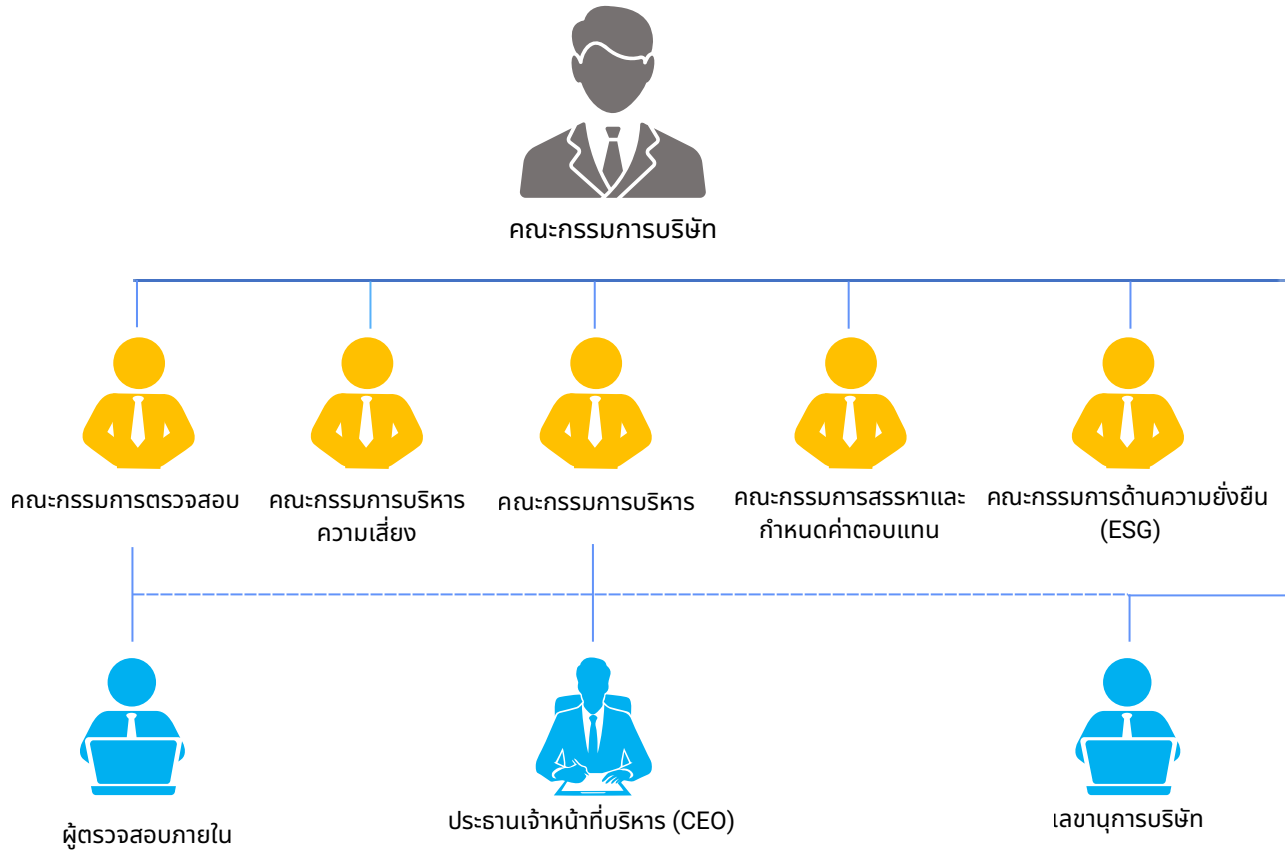 คณะกรรมการบริษัท
คณะกรรมการตรวจสอบ
คณะกรรมการบริหาร
ความเสี่ยง
คณะกรรมการบริหาร
คณะกรรมการสรรหาและ
กำหนดค่าตอบแทน
คณะกรรมการด้านความยั่งยืน
(ESG)
ผู้ตรวจสอบภายใน
ประธานเจ้าหน้าที่บริหาร (CEO)
เลขานุการบริษัท